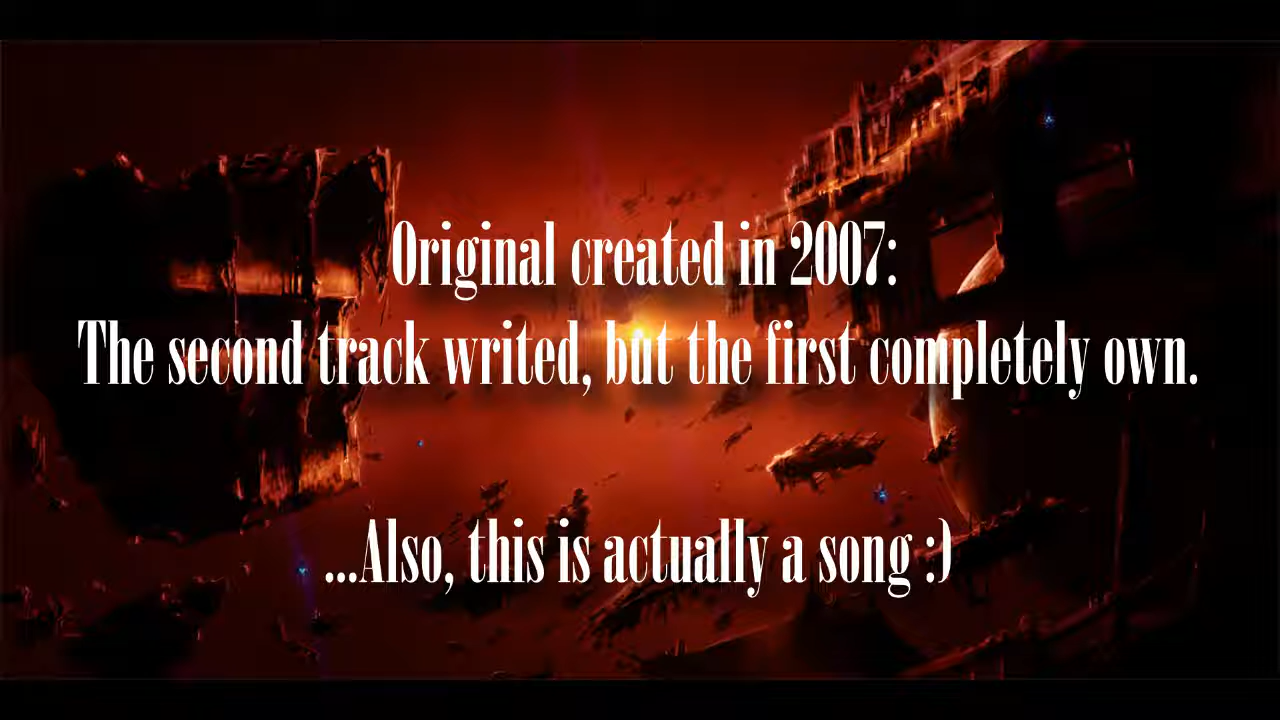 Original created in 2007:
The second track writed, but the first completely own.
...Also, this is actually a song :)